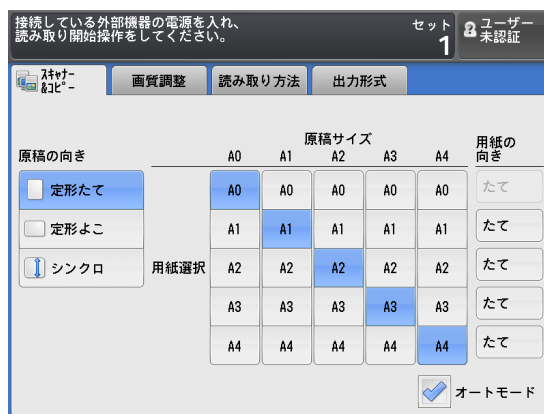 接続している外部機器の電源を入れ、
読み取り開始操作をしてください。
セット
1
ユーザー
未認証
スキャナー
&コピー
画質調整
読み取り方法
出力形式
原稿サイズ
原稿の向き
A0 A1 A2 A3 A4
用紙の
向き
定形たて
A0 A0 A0 A0 A0
たて
定形よこ
A1 A1 A1 A1 A1
たて
シンクロ
用紙選択
A2 A2 A2 A2 A2
たて
A3 A3 A3 A3 A3
たて
A4 A4 A4 A4 A4
たて
オートモード